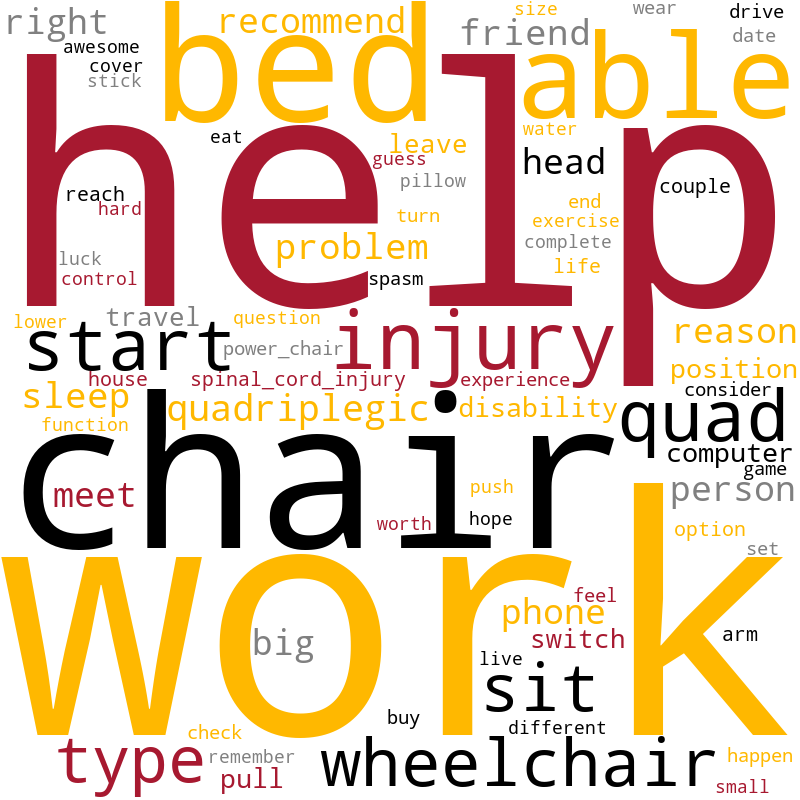 right
recommend
size
wear
drive
awesome
friend
date
cover
stick
bed
able
help
eat
leave
water
guess
head
reach
pillow
couple
hard
turn
end
exercise
problem
complete
luck
control
spasm
life
lower
travel
question
start
power_chair
injury
reason
house
spinal_cord_injury
experience
position
sleep
quadriplegic
disability
consider
function
quad
chair
computer
game
meet
push
person
worth
hope
option
work
set
feel
phone
big
switch
arm
live
sit
buy
check
different
type
remember
wheelchair
happen
pull
small